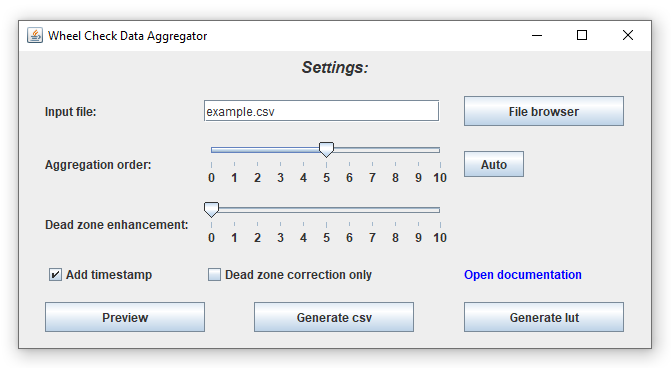 Wheel Check Data Aggregator
Settings:
Input file: example.csv File browser
Aggregation order: 0 1 2 3 4 5 6 7 8 9 10 Auto
Dead zone enhancement: 0 1 2 3 4 5 6 7 8 9 10
Add timestamp Dead zone correction only Open documentation
Preview Generate csv Generate lut